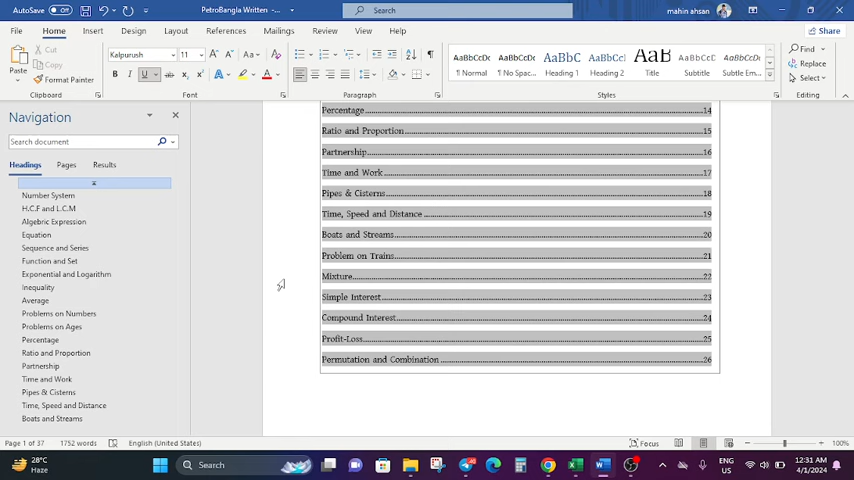 AutoSave Off PetroBangla Written - ... Search mahin ahsan
File Home Insert Draw Design Layout References Mailings Review View Help Share
Paste Cut Copy Format Painter Clipboard
Kalpurush 11 Font
Paragraph
AaBbCcDc ¶ Normal AaBbCcDc ¶ No Spac... AaBbC Heading 1 AaBbCc Heading 2 AaB Title AaBbCcD Subtitle AaBbCcDc Subtle Em... Styles
Find Replace Select Editing
Navigation
Search document
Headings Pages Results
Number System
H.C.F and L.C.M
Algebraic Expression
Equation
Sequence and Series
Function and Set
Exponential and Logarithm
Inequality
Average
Problems on Numbers
Problems on Ages
Percentage
Ratio and Proportion
Partnership
Time and Work
Pipes & Cisterns
Time, Speed and Distance
Boats and Streams
Percentage 14
Ratio and Proportion 15
Partnership 16
Time and Work 17
Pipes & Cisterns 18
Time, Speed and Distance 19
Boats and Streams 20
Problem on Trains 21
Mixture 22
Simple Interest 23
Compound Interest 24
Profit-Loss 25
Permutation and Combination 26
Page 1 of 37 1752 words English (United States) Focus 100%
28°C
Haze
Search
ENG
US
12:31 AM
4/1/2024